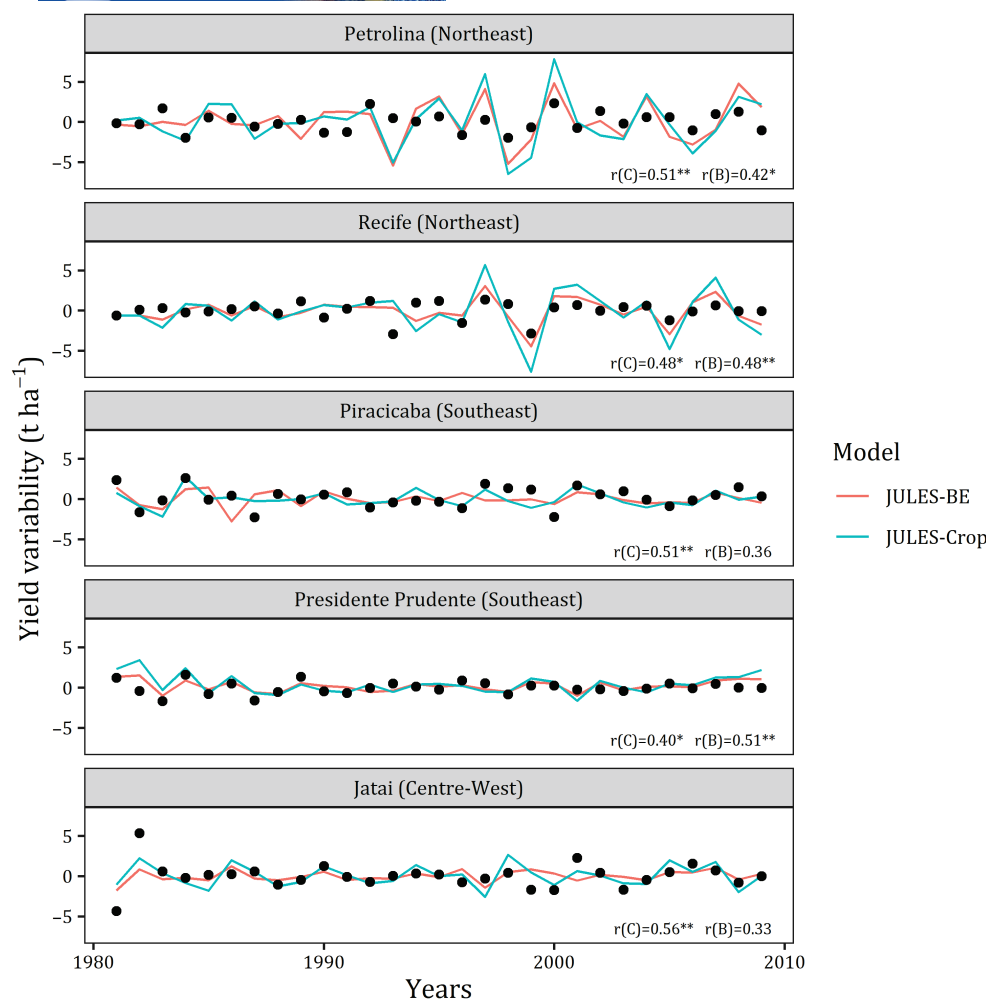 Petrolina (Northeast)
5
0
−5
r(C)=0.51** r(B)=0.42*
Recife (Northeast)
5
0
−5
r(C)=0.48* r(B)=0.48**
Piracicaba (Southeast)
5
0
−5
r(C)=0.51** r(B)=0.36
Presidente Prudente (Southeast)
5
0
−5
r(C)=0.40* r(B)=0.51**
Jatai (Centre-West)
5
0
−5
r(C)=0.56** r(B)=0.33
1980 1990 2000 2010
Years
Yield variability (t ha⁻¹)
Model
JULES-BE
JULES-Crop